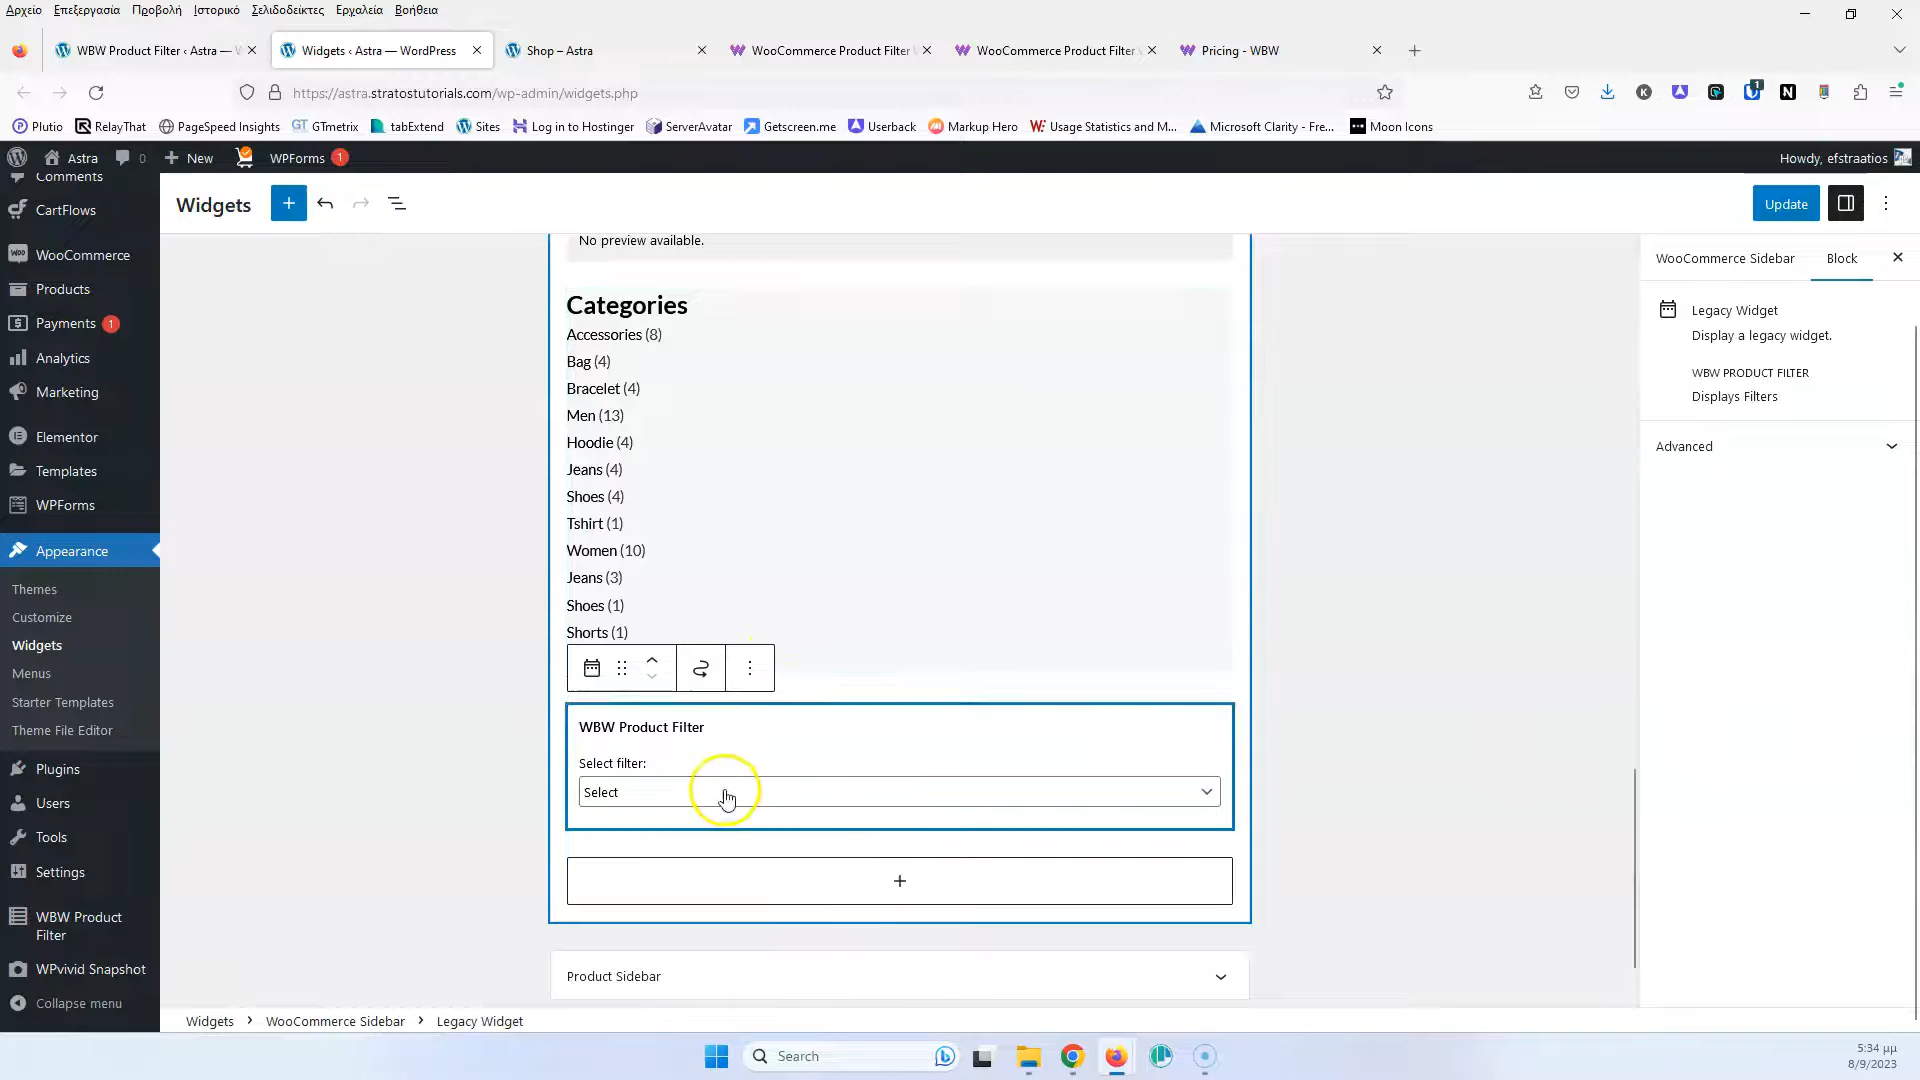 Αρχείο Επεξεργασία Προβολή Ιστορικό Σελιδοδείκτες Εργαλεία Βοήθεια
WBW Product Filter ‹ Astra — W
Widgets ‹ Astra — WordPress
Shop – Astra
WooCommerce Product Filter
WooCommerce Product Filter
Pricing - WBW
https://astra.stratostutorials.com/wp-admin/widgets.php
1
Plutio RelayThat PageSpeed Insights GTmetrix tabExtend Sites Log in to Hostinger ServerAvatar Getscreen.me Userback Markup Hero Usage Statistics and M... Microsoft Clarity - Fre... Moon Icons
Astra 0 New WPForms 1 Howdy, efstraatios
Comments
CartFlows
WooCommerce
Products
Payments 1
Analytics
Marketing
Elementor
Templates
WPForms
Appearance
Themes
Customize
Widgets
Menus
Starter Templates
Theme File Editor
Plugins
Users
Tools
Settings
WBW Product
Filter
WPvivid Snapshot
Collapse menu
Widgets
Update
No preview available.
Categories
Accessories (8)
Bag (4)
Bracelet (4)
Men (13)
Hoodie (4)
Jeans (4)
Shoes (4)
Tshirt (1)
Women (10)
Jeans (3)
Shoes (1)
Shorts (1)
WBW Product Filter
Select filter:
Select
Product Sidebar
WooCommerce Sidebar Block
Legacy Widget
Display a legacy widget.
WBW PRODUCT FILTER
Displays Filters
Advanced
Widgets › WooCommerce Sidebar › Legacy Widget
Search
5:34 μμ
8/9/2023